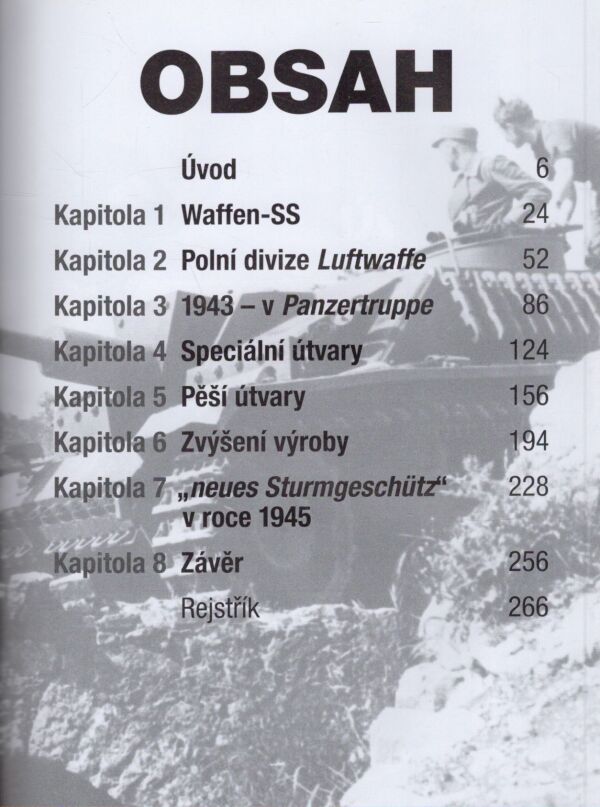 OBSAH
Úvod 6
Kapitola 1 Waffen-SS 24
Kapitola 2 Polní divize Luftwaffe 52
Kapitola 3 1943 – v Panzertruppe 86
Kapitola 4 Speciální útvary 124
Kapitola 5 Pěší útvary 156
Kapitola 6 Zvýšení výroby 194
Kapitola 7 „neues Sturmgeschütz“ 228
v roce 1945
Kapitola 8 Závěr 256
Rejstřík 266